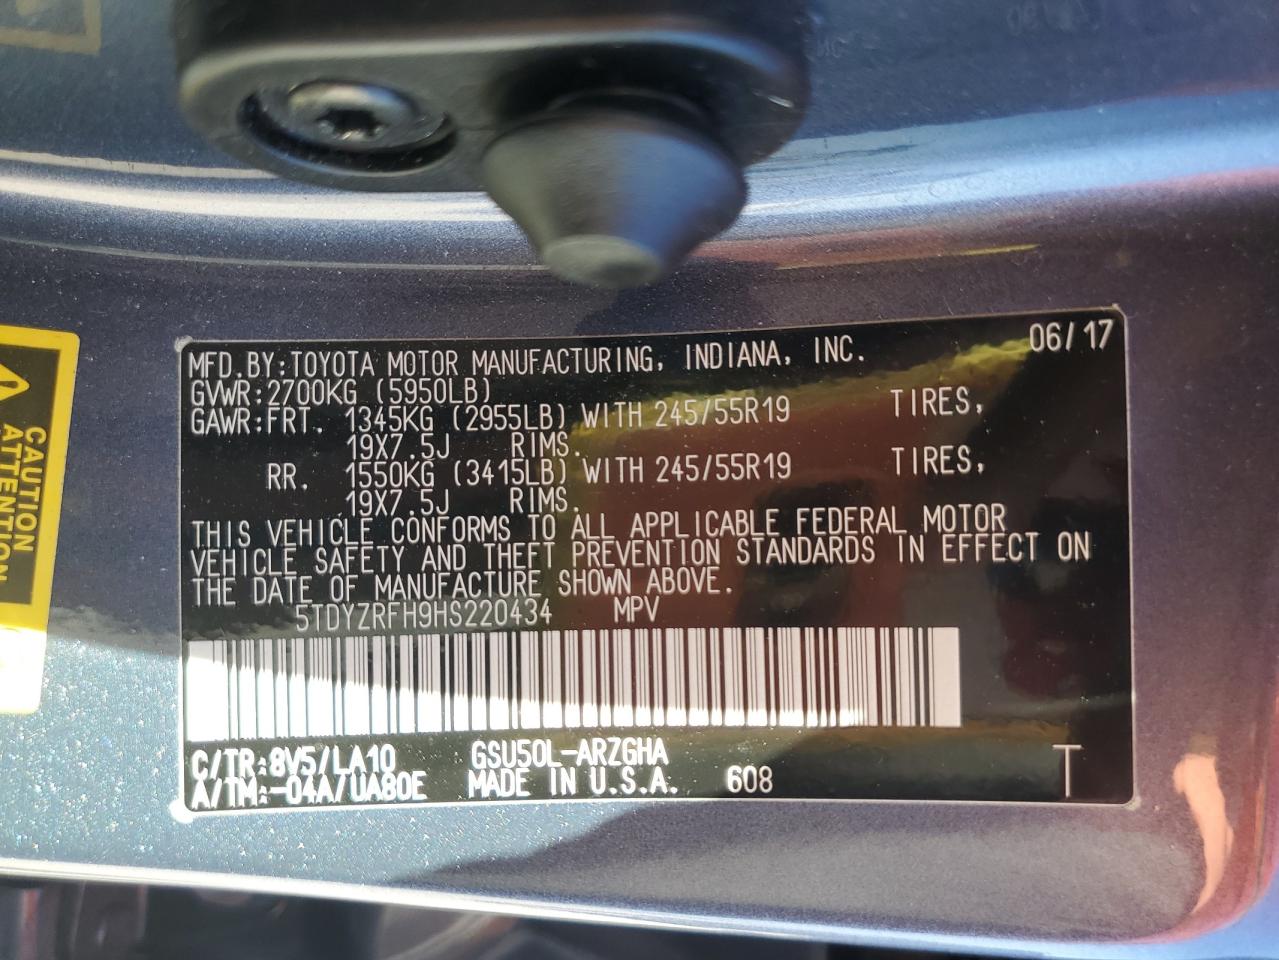 06/17
MFD.BY:TOYOTA MOTOR MANUFACTURING, INDIANA, INC.
GVWR:2700KG (5950LB)
GAWR:FRT. 1345KG (2955LB) WITH 245/55R19 TIRES,
19X7.5J RIMS.
RR. 1550KG (3415LB) WITH 245/55R19 TIRES,
19X7.5J RIMS.
THIS VEHICLE CONFORMS TO ALL APPLICABLE FEDERAL MOTOR
VEHICLE SAFETY AND THEFT PREVENTION STANDARDS IN EFFECT ON
THE DATE OF MANUFACTURE SHOWN ABOVE.
5TDYZRFH9HS220434 MPV
C/TR:8V5/LA10 GSU50L-ARZGHA
A/TM:-04A/UA80E MADE IN U.S.A. 608 T
CAUTION
ATTENTION